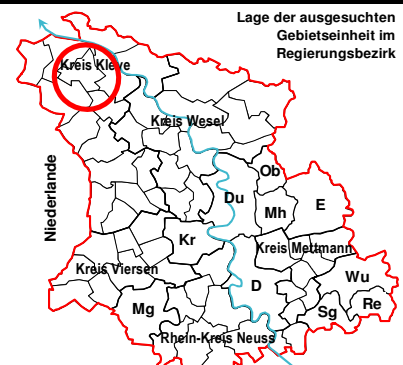 Lage der ausgesuchten
Gebietseinheit im
Regierungsbezirk
Kreis Kleve
Kreis Wesel
Niederlande
Ob
Du
Mh
E
Kr
Kreis Mettmann
Kreis Viersen
Wu
D
Mg
Sg
Re
Rhein-Kreis Neuss